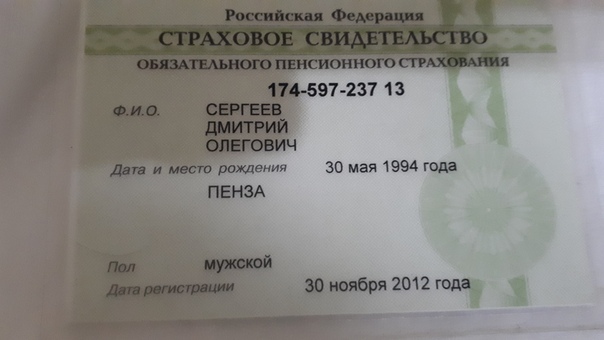 Российская Федерация
СТРАХОВОЕ СВИДЕТЕЛЬСТВО
ОБЯЗАТЕЛЬНОГО ПЕНСИОННОГО СТРАХОВАНИЯ
174-597-237 13
Ф.И.О. СЕРГЕЕВ
ДМИТРИЙ
ОЛЕГОВИЧ
Дата и место рождения 30 мая 1994 года
ПЕНЗА
Пол мужской
Дата регистрации 30 ноября 2012 года